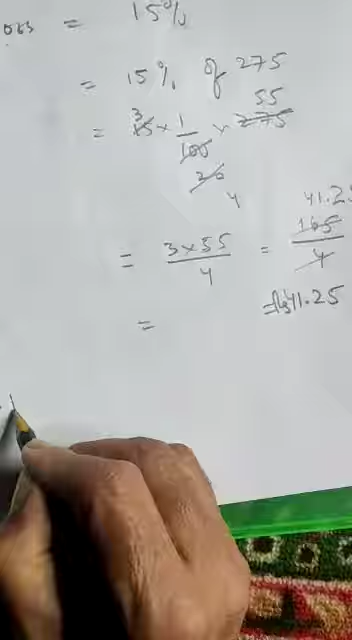 oss = 15%
= 15% of 275
55
3
= 15 × 1/100 × 275
20
4
41.25
= 3×55/4 = 165/4
= =Rs41.25